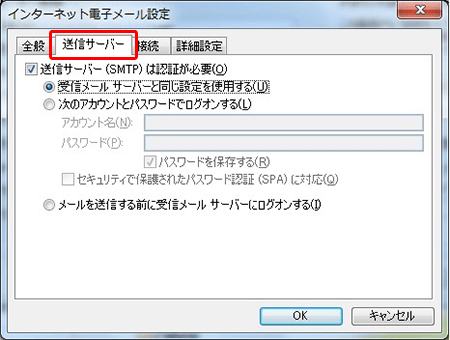 インターネット電子メール設定
全般 送信サーバー 接続 詳細設定
送信サーバー (SMTP) は認証が必要(O)
受信メール サーバーと同じ設定を使用する(U)
次のアカウントとパスワードでログオンする(L)
アカウント名(N):
パスワード(P):
パスワードを保存する(R)
セキュリティで保護されたパスワード認証 (SPA) に対応(Q)
メールを送信する前に受信メール サーバーにログオンする(I)
OK キャンセル